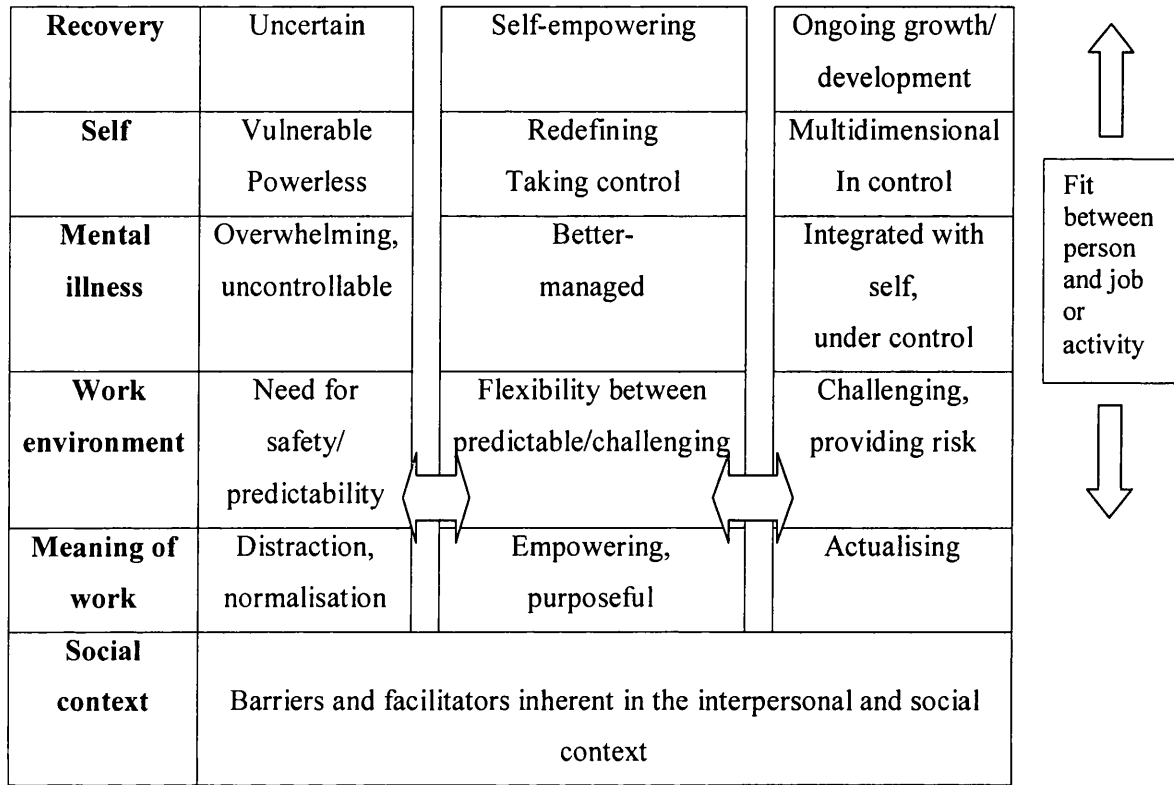 Recovery
Uncertain
Self-empowering
Ongoing growth/
development
Self
Vulnerable
Powerless
Redefining
Taking control
Multidimensional
In control
Mental
illness
Overwhelming,
uncontrollable
Better-
managed
Integrated with
self,
under control
Work
environment
Need for
safety/
predictability
Flexibility between
predictable/challenging
Challenging,
providing risk
Meaning of
work
Distraction,
normalisation
Empowering,
purposeful
Actualising
Social
context
Barriers and facilitators inherent in the interpersonal and social
context
Fit
between
person
and job
or
activity